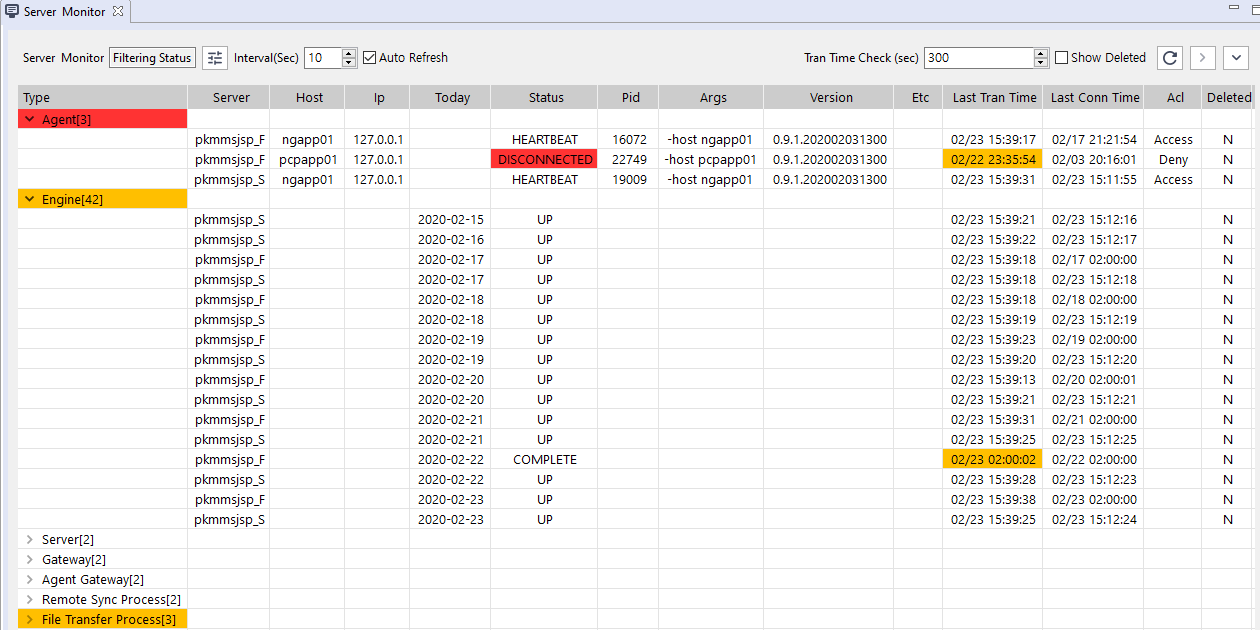 Server Monitor
Server Monitor Filtering Status Interval(Sec) 10 Auto Refresh Tran Time Check (sec) 300 Show Deleted
Type Server Host Ip Today Status Pid Args Version Etc Last Tran Time Last Conn Time Acl Deleted
Agent[3]
pkmmsjsp_F ngapp01 127.0.0.1 HEARTBEAT 16072 -host ngapp01 0.9.1.202002031300 02/23 15:39:17 02/17 21:21:54 Access N
pkmmsjsp_F pcpapp01 127.0.0.1 DISCONNECTED 22749 -host pcpapp01 0.9.1.202002031300 02/22 23:35:54 02/03 20:16:01 Deny N
pkmmsjsp_S ngapp01 127.0.0.1 HEARTBEAT 19009 -host ngapp01 0.9.1.202002031300 02/23 15:39:31 02/23 15:11:55 Access N
Engine[42]
pkmmsjsp_S 2020-02-15 UP 02/23 15:39:21 02/23 15:12:16 N
pkmmsjsp_S 2020-02-16 UP 02/23 15:39:22 02/23 15:12:17 N
pkmmsjsp_F 2020-02-17 UP 02/23 15:39:18 02/17 02:00:00 N
pkmmsjsp_S 2020-02-17 UP 02/23 15:39:18 02/23 15:12:18 N
pkmmsjsp_F 2020-02-18 UP 02/23 15:39:18 02/18 02:00:00 N
pkmmsjsp_S 2020-02-18 UP 02/23 15:39:19 02/23 15:12:19 N
pkmmsjsp_F 2020-02-19 UP 02/23 15:39:23 02/19 02:00:00 N
pkmmsjsp_S 2020-02-19 UP 02/23 15:39:20 02/23 15:12:20 N
pkmmsjsp_F 2020-02-20 UP 02/23 15:39:13 02/20 02:00:01 N
pkmmsjsp_S 2020-02-20 UP 02/23 15:39:21 02/23 15:12:21 N
pkmmsjsp_F 2020-02-21 UP 02/23 15:39:31 02/21 02:00:00 N
pkmmsjsp_S 2020-02-21 UP 02/23 15:39:25 02/23 15:12:25 N
pkmmsjsp_F 2020-02-22 COMPLETE 02/23 02:00:02 02/22 02:00:00 N
pkmmsjsp_S 2020-02-22 UP 02/23 15:39:28 02/23 15:12:23 N
pkmmsjsp_F 2020-02-23 UP 02/23 15:39:38 02/23 02:00:00 N
pkmmsjsp_S 2020-02-23 UP 02/23 15:39:25 02/23 15:12:24 N
Server[2]
Gateway[2]
Agent Gateway[2]
Remote Sync Process[2]
File Transfer Process[3]